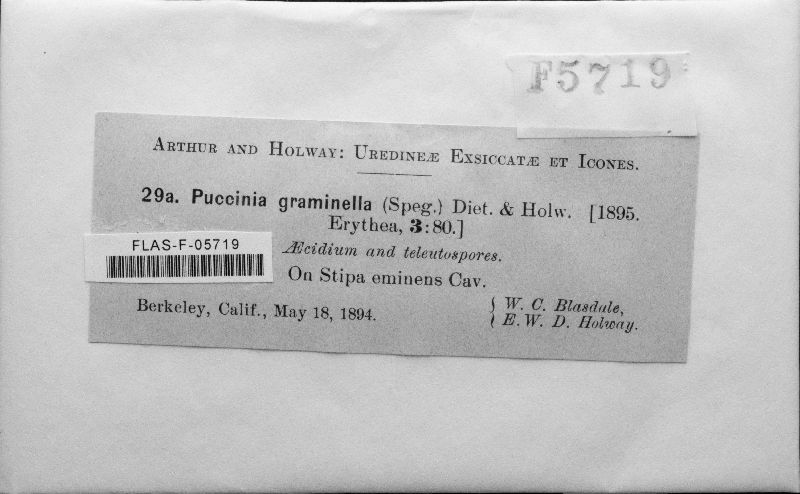 F5719
ARTHUR AND HOLWAY: UREDINEÆ EXSICCATÆ ET ICONES.
29a. Puccinia graminella (Speg.) Diet. & Holw. [1895.
Erythea, 3:80.]
FLAS-F-05719
Æcidium and teleutospores.
On Stipa eminens Cav.
Berkeley, Calif., May 18, 1894.
{ W. C. Blasdale,
{ E. W. D. Holway.